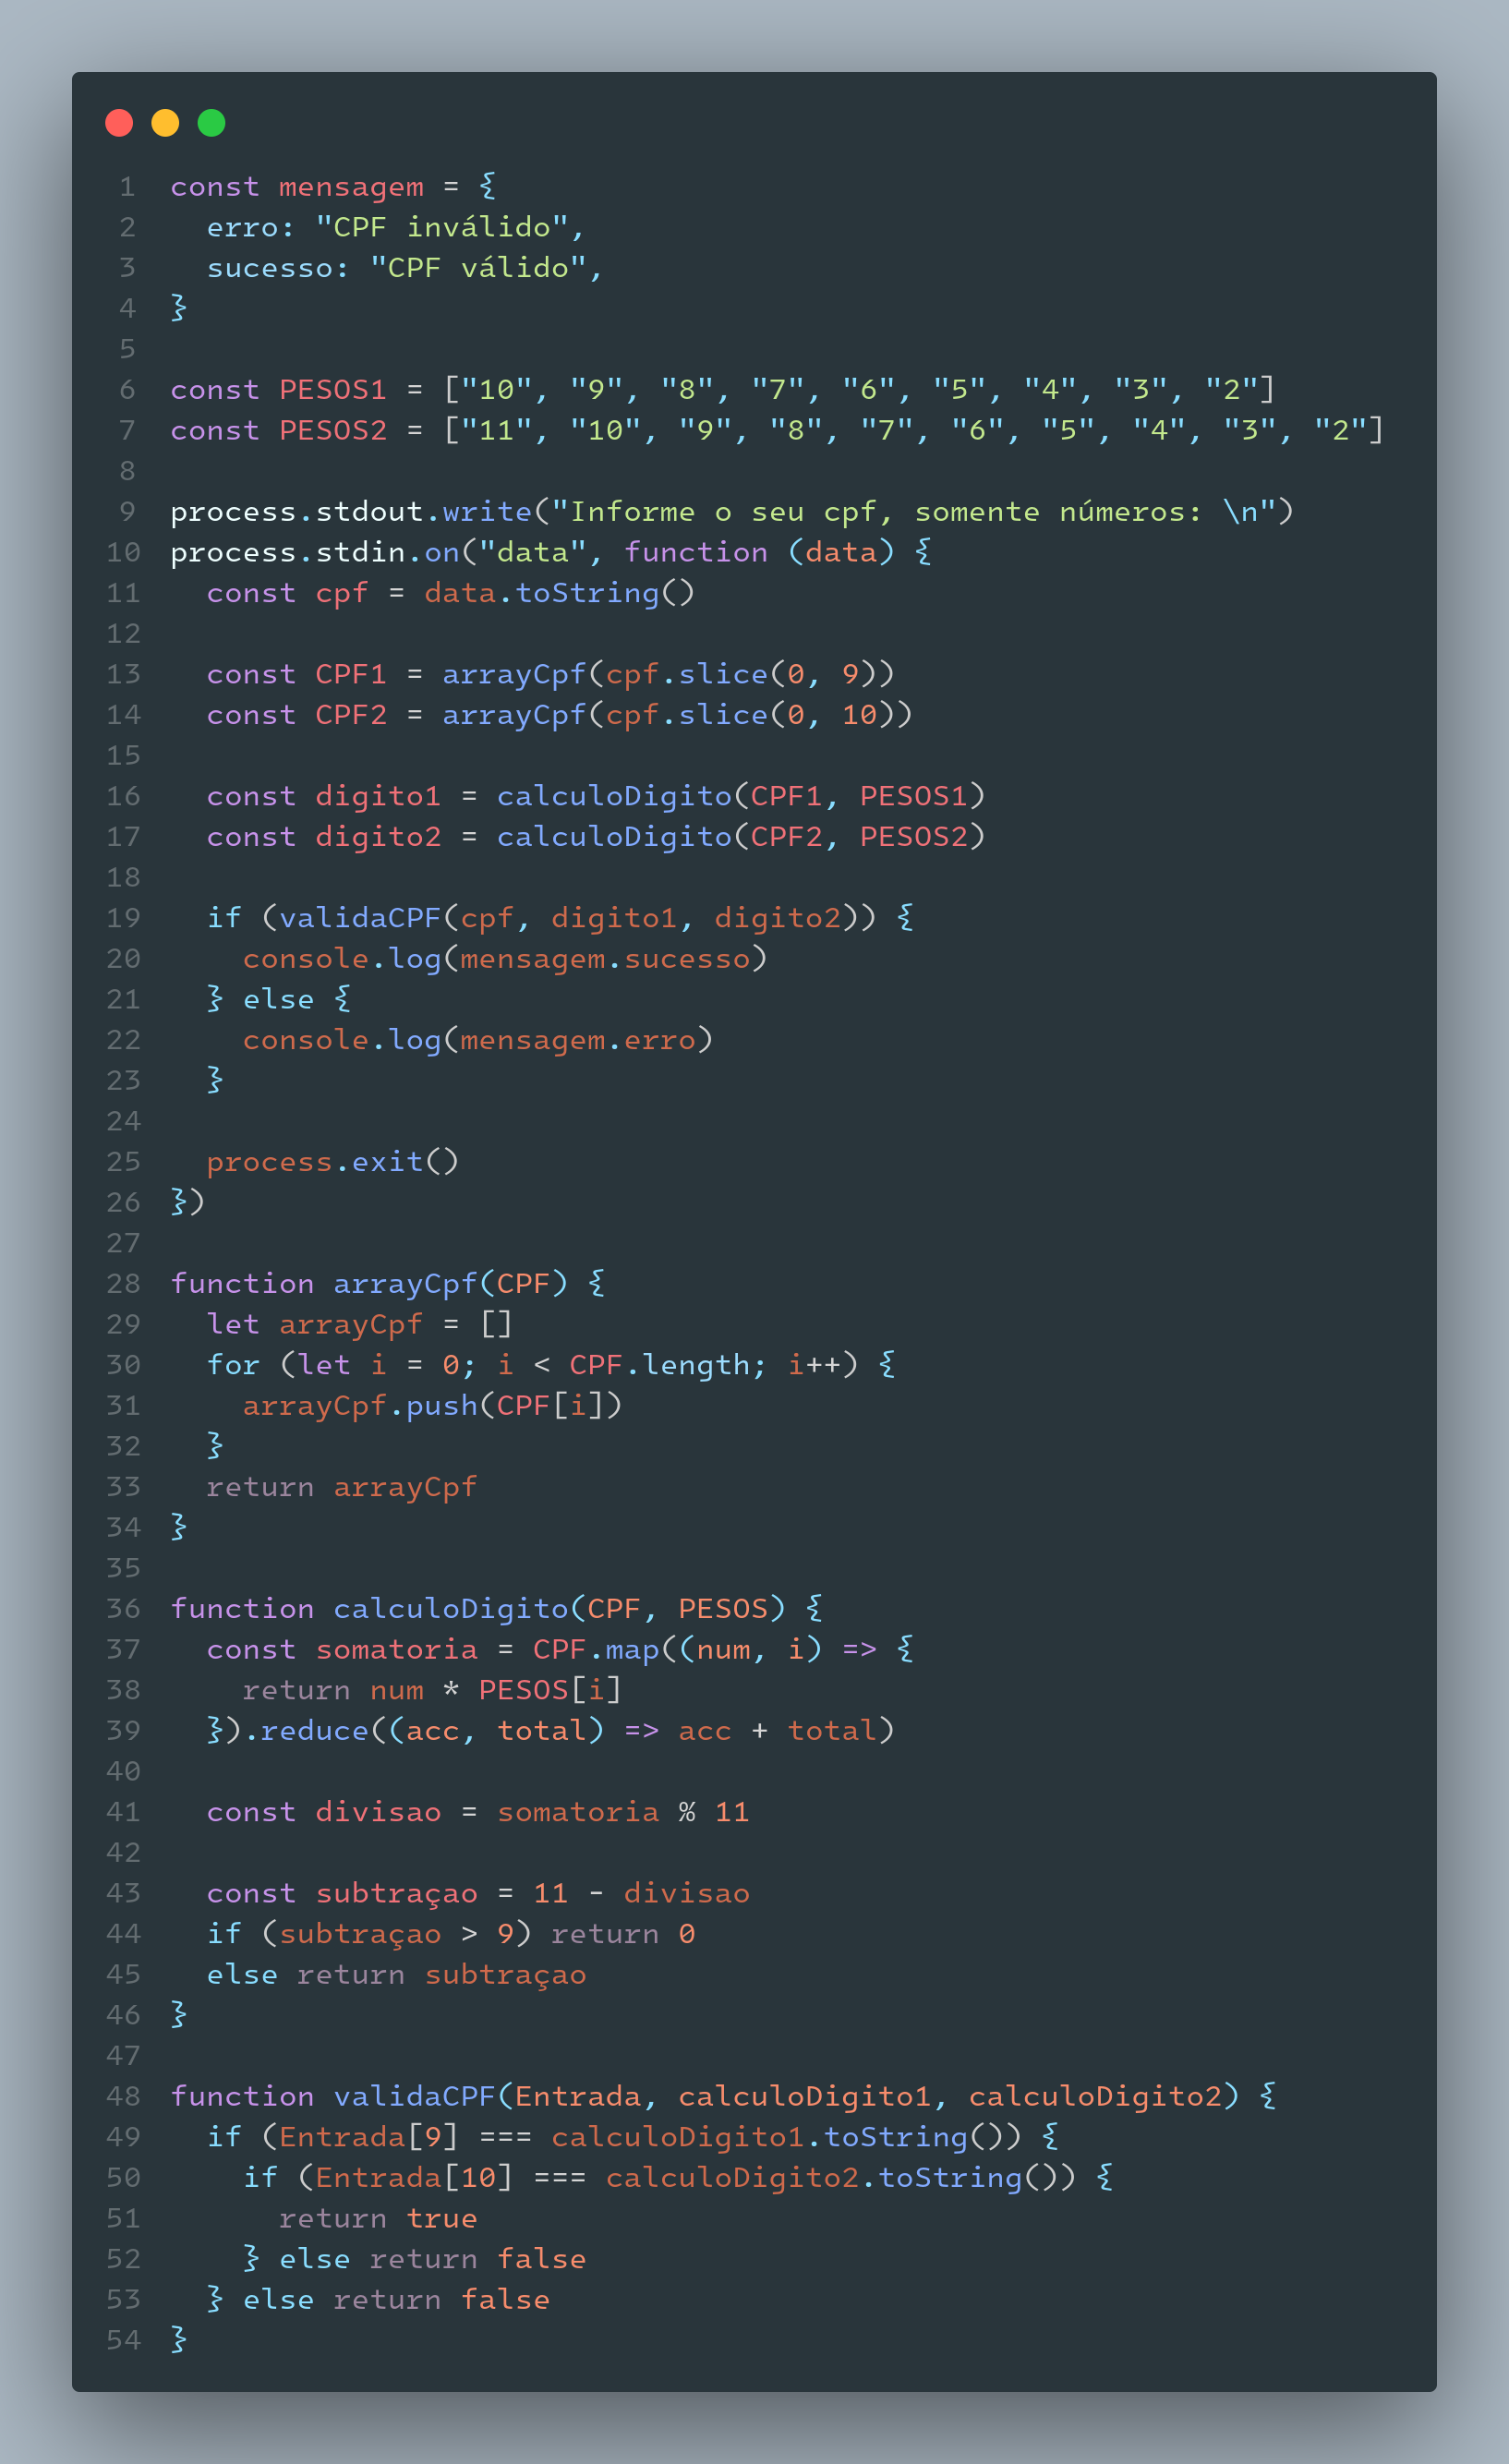 1 const mensagem = {
2   erro: "CPF inválido",
3   sucesso: "CPF válido",
4 }
5
6 const PESOS1 = ["10", "9", "8", "7", "6", "5", "4", "3", "2"]
7 const PESOS2 = ["11", "10", "9", "8", "7", "6", "5", "4", "3", "2"]
8
9 process.stdout.write("Informe o seu cpf, somente números: \n")
10 process.stdin.on("data", function (data) {
11   const cpf = data.toString()
12
13   const CPF1 = arrayCpf(cpf.slice(0, 9))
14   const CPF2 = arrayCpf(cpf.slice(0, 10))
15
16   const digito1 = calculoDigito(CPF1, PESOS1)
17   const digito2 = calculoDigito(CPF2, PESOS2)
18
19   if (validaCPF(cpf, digito1, digito2)) {
20     console.log(mensagem.sucesso)
21   } else {
22     console.log(mensagem.erro)
23   }
24
25   process.exit()
26 })
27
28 function arrayCpf(CPF) {
29   let arrayCpf = []
30   for (let i = 0; i < CPF.length; i++) {
31     arrayCpf.push(CPF[i])
32   }
33   return arrayCpf
34 }
35
36 function calculoDigito(CPF, PESOS) {
37   const somatoria = CPF.map((num, i) => {
38     return num * PESOS[i]
39   }).reduce((acc, total) => acc + total)
40
41   const divisao = somatoria % 11
42
43   const subtraçao = 11 - divisao
44   if (subtraçao > 9) return 0
45   else return subtraçao
46 }
47
48 function validaCPF(Entrada, calculoDigito1, calculoDigito2) {
49   if (Entrada[9] === calculoDigito1.toString()) {
50     if (Entrada[10] === calculoDigito2.toString()) {
51       return true
52     } else return false
53   } else return false
54 }